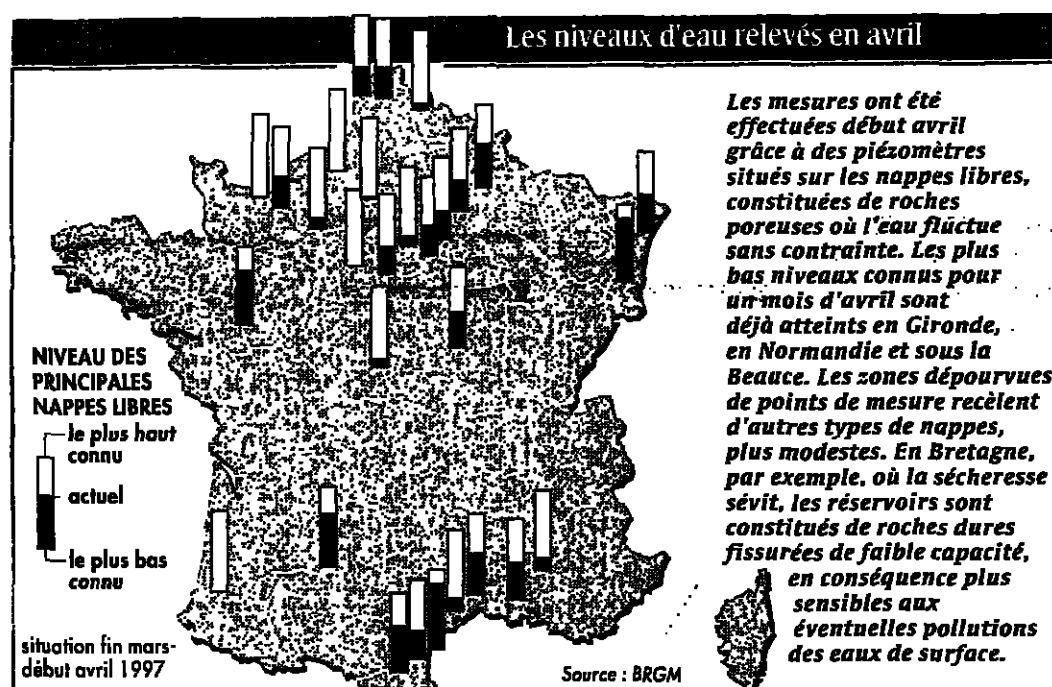 Les niveaux d'eau relevés en avril
Les mesures ont été
effectuées début avril
grâce à des piézomètres
situés sur les nappes libres,
constituées de roches
poreuses où l'eau flúctue
sans contrainte. Les plus
bas niveaux connus pour
un mois d'avril sont
déjà atteints en Gironde,
en Normandie et sous la
Beauce. Les zones dépourvues
de points de mesure recèlent
d'autres types de nappes,
plus modestes. En Bretagne,
par exemple, où la sécheresse
sévit, les réservoirs sont
constitués de roches dures
fissurées de faible capacité,
en conséquence plus
sensibles aux
éventuelles pollutions
des eaux de surface.
NIVEAU DES
PRINCIPALES
NAPPES LIBRES
le plus haut
connu
actuel
le plus bas
connu
situation fin mars-
début avril 1997
Source : BRGM